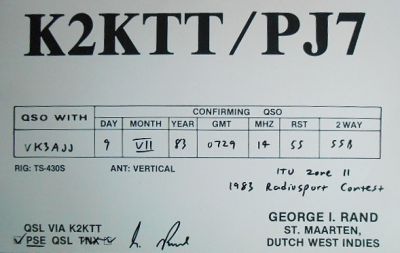 K2KTT/PJ7
CONFIRMING QSO
QSO WITH DAY MONTH YEAR GMT MHZ RST 2 WAY
VK3AJJ 9 VII 83 0729 14 55 SSB
RIG: TS-430S ANT: VERTICAL ITU zone 11
1983 Radiosport Contest
QSL VIA K2KTT GEORGE I. RAND
PSE QSL TNX ST. MAARTEN,
DUTCH WEST INDIES